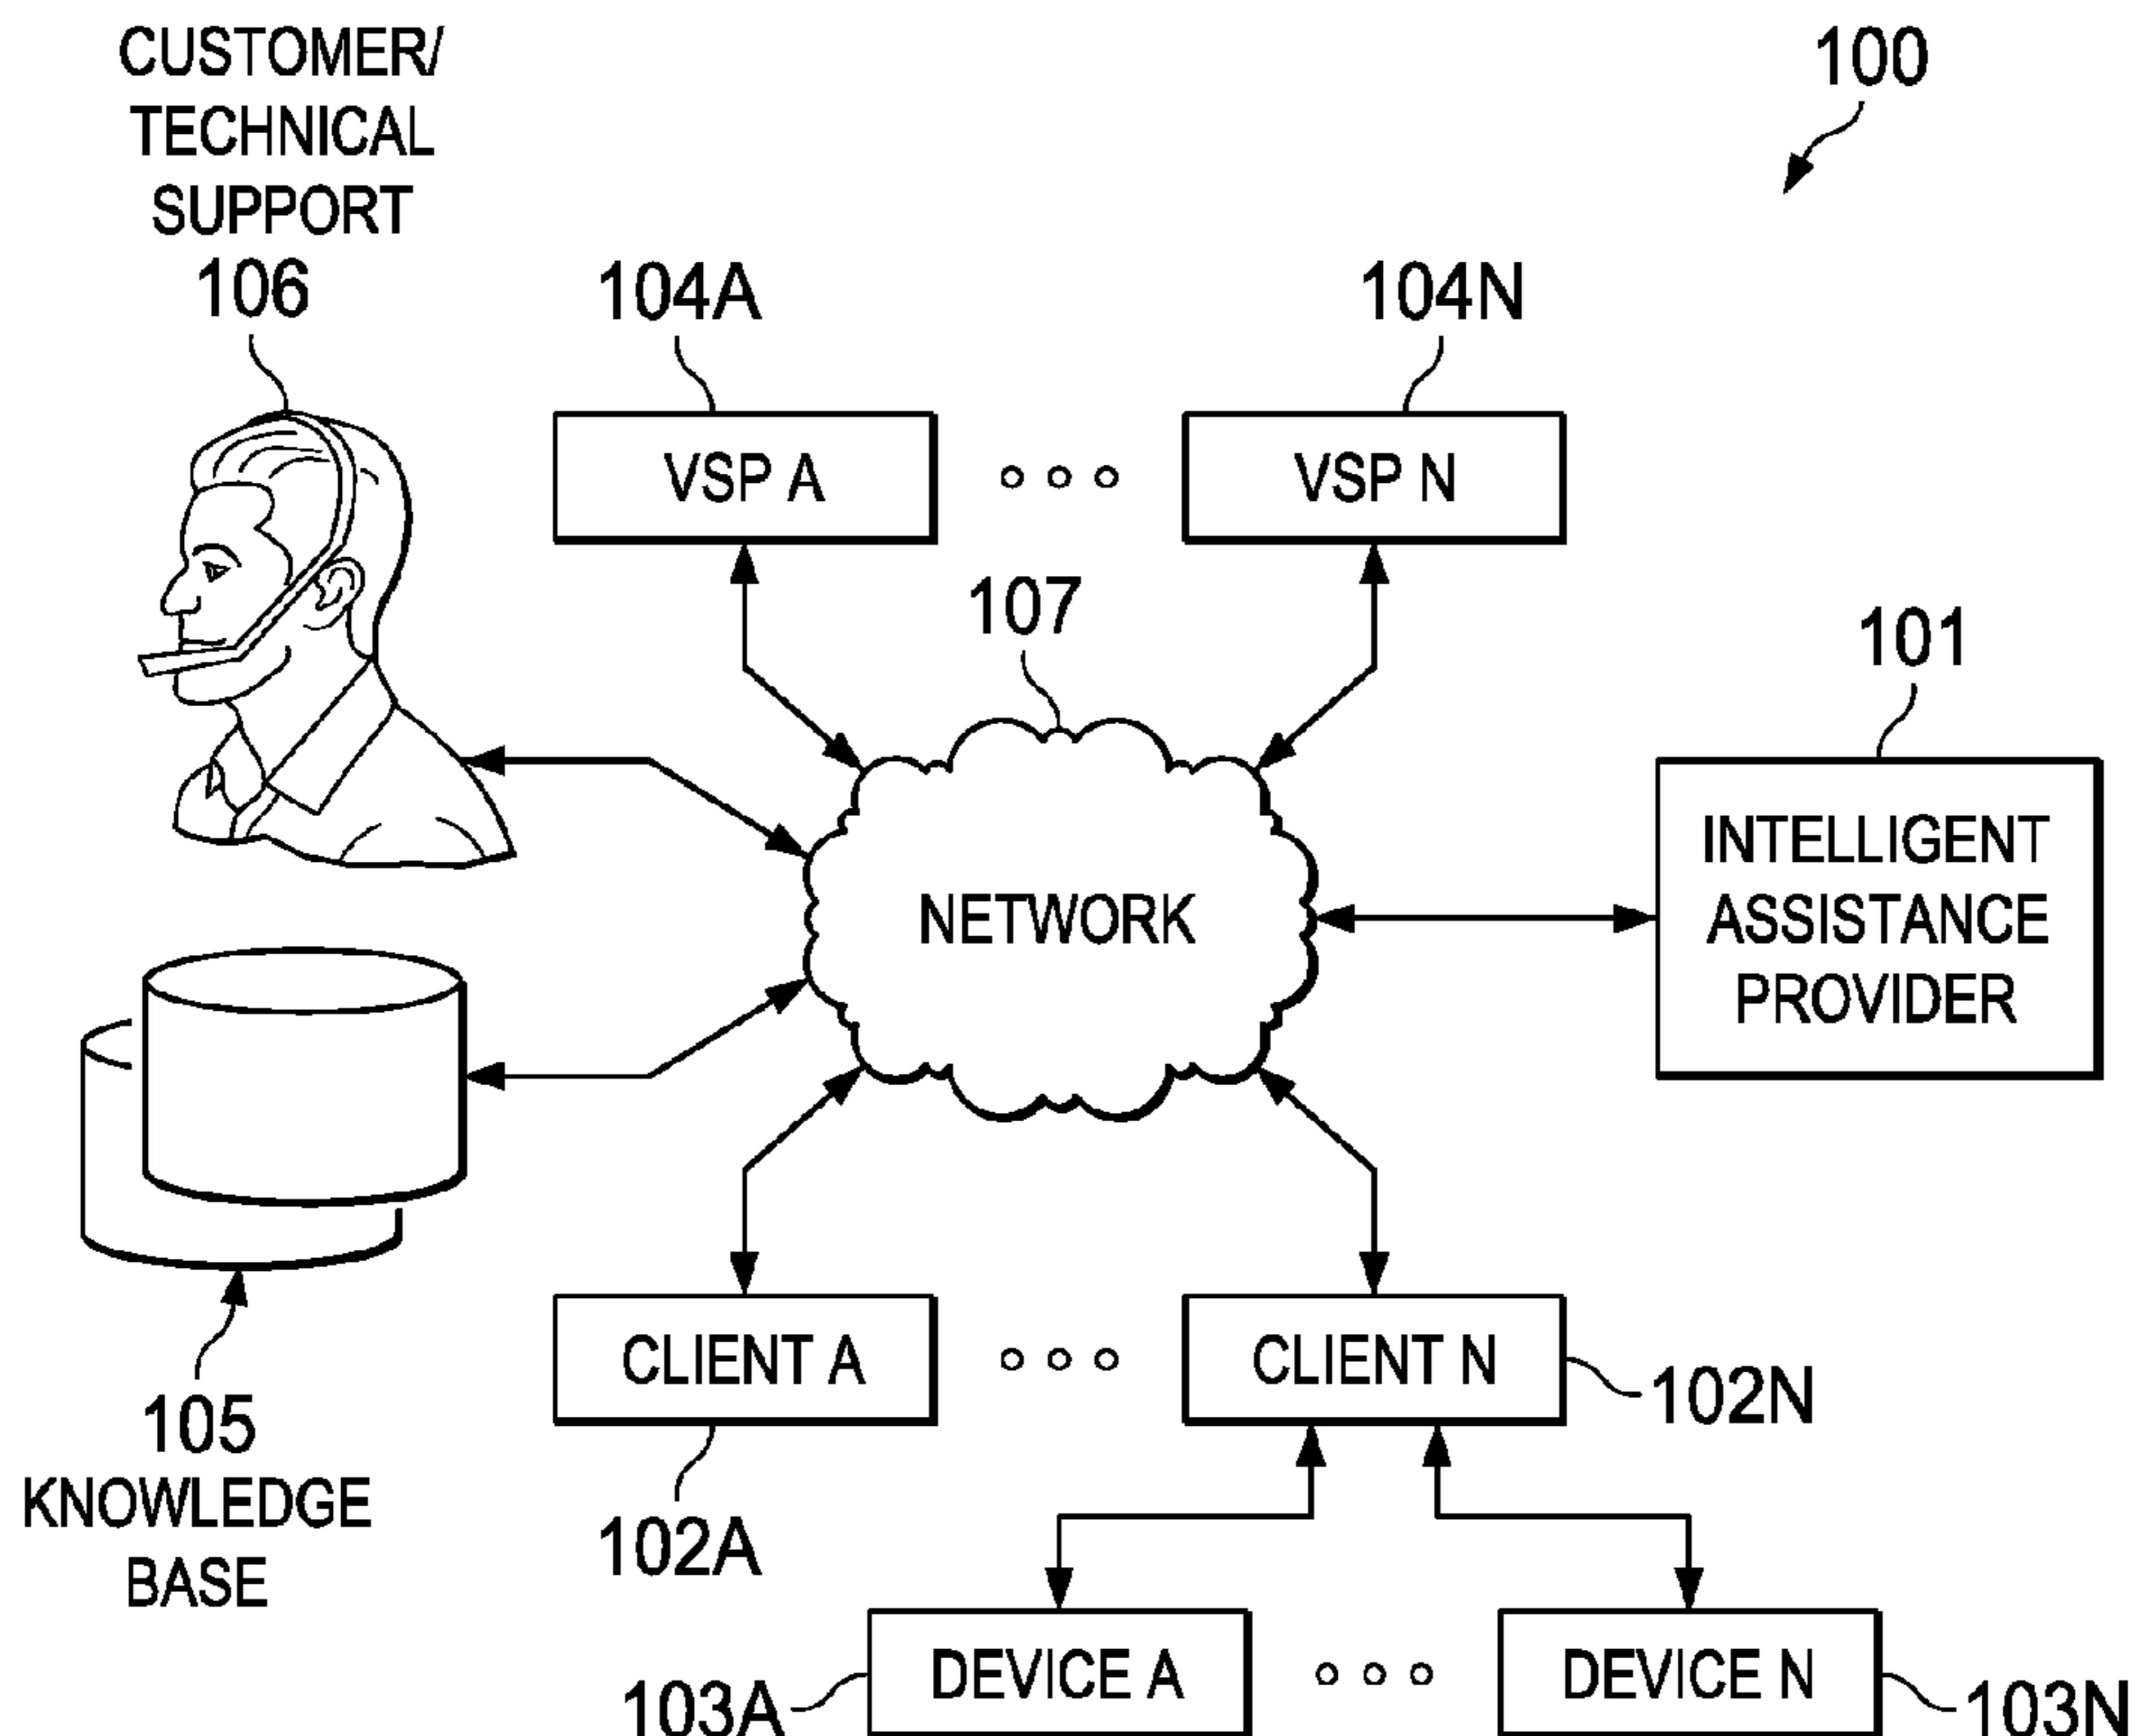 CUSTOMER/
TECHNICAL
SUPPORT
106
100
104A
104N
VSP A
VSP N
107
101
NETWORK
INTELLIGENT
ASSISTANCE
PROVIDER
CLIENT A
CLIENT N
102N
105
KNOWLEDGE
BASE
102A
DEVICE A
DEVICE N
103A
103N